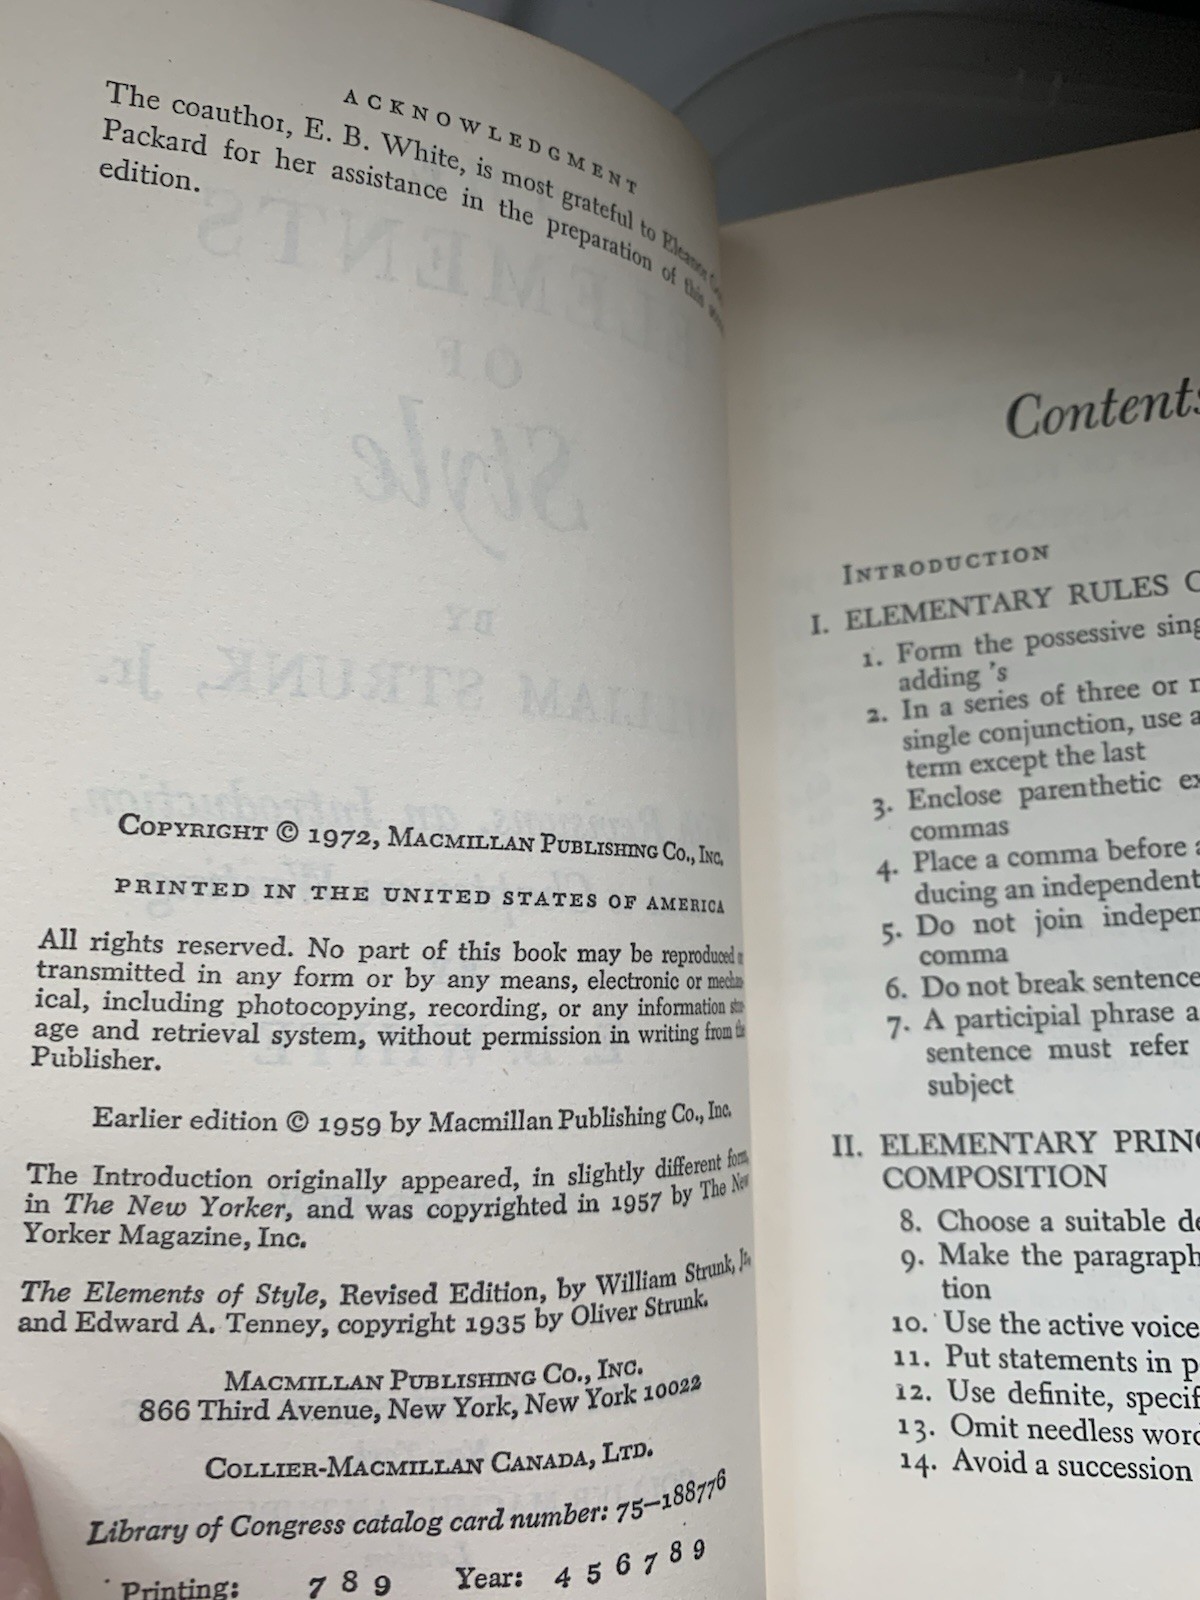 ACKNOWLEDGMENT
The coauthor, E. B. White, is most grateful to Eleanor
Packard for her assistance in the preparation of this
edition.
COPYRIGHT © 1972, MACMILLAN PUBLISHING CO., INC.
PRINTED IN THE UNITED STATES OF AMERICA
All rights reserved. No part of this book may be reproduced
transmitted in any form or by any means, electronic or
ical, including photocopying, recording, or any information
age and retrieval system, without permission in writing from the
Publisher.
Earlier edition © 1959 by Macmillan Publishing Co., Inc.
The Introduction originally appeared, in slightly different form,
in The New Yorker, and was copyrighted in 1957 by The New
Yorker Magazine, Inc.
The Elements of Style, Revised Edition, by William Strunk, Jr.,
and Edward A. Tenney, copyright 1935 by Oliver Strunk.
MACMILLAN PUBLISHING CO., INC.
866 Third Avenue, New York, New York 10022
COLLIER-MACMILLAN CANADA, LTD.
Library of Congress catalog card number: 75–188776
Printing: 7 8 9 Year: 4 5 6 7 8 9
Contents
INTRODUCTION
I. ELEMENTARY RULES
1. Form the possessive
adding 's
2. In a series of three or
single conjunction, use
term except the last
3. Enclose parenthetic
commas
4. Place a comma before
ducing an independent
5. Do not join
comma
6. Do not break sentence
7. A participial phrase
sentence must refer
subject
II. ELEMENTARY
COMPOSITION
8. Choose a suitable
9. Make the paragraph
tion
10. Use the active voice
11. Put statements in
12. Use definite,
13. Omit needless
14. Avoid a succession